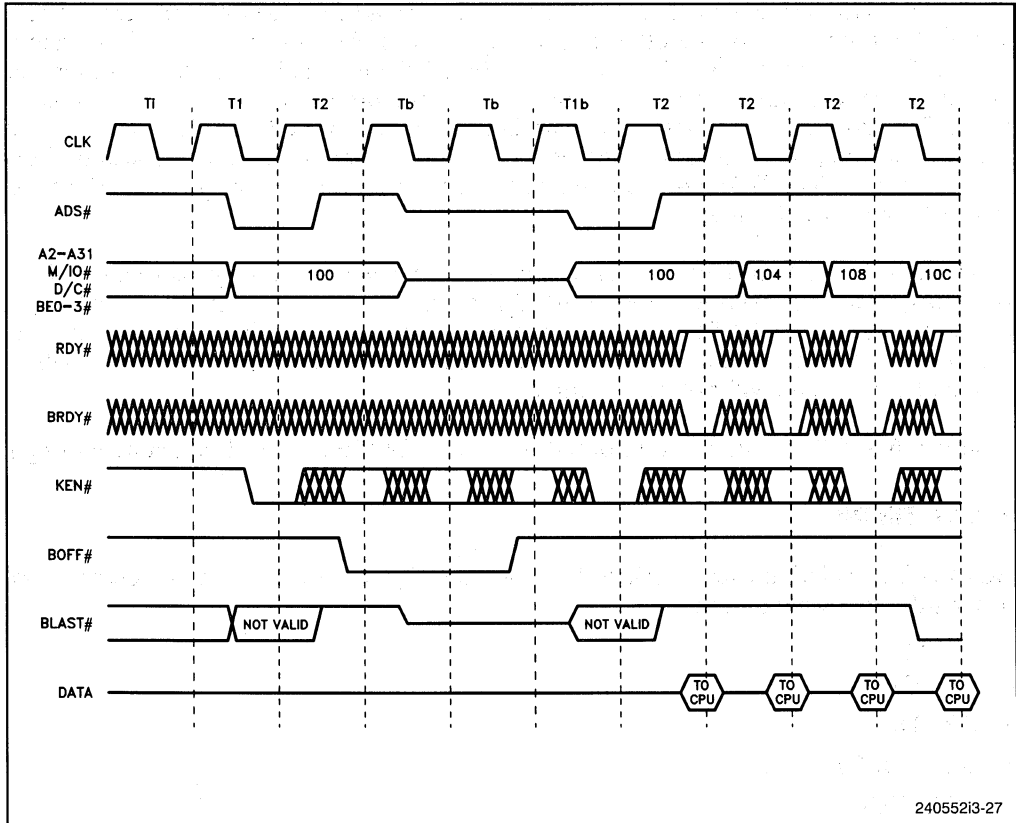 Ti T1 T2 Tb Tb T1b T2 T2 T2 T2
CLK
ADS#
A2-A31
M/IO#
D/C#
BE0-3#
100 100 104 108 10C
RDY#
BRDY#
KEN#
BOFF#
BLAST#
NOT VALID NOT VALID
DATA
TO CPU TO CPU TO CPU TO CPU
240552i3-27